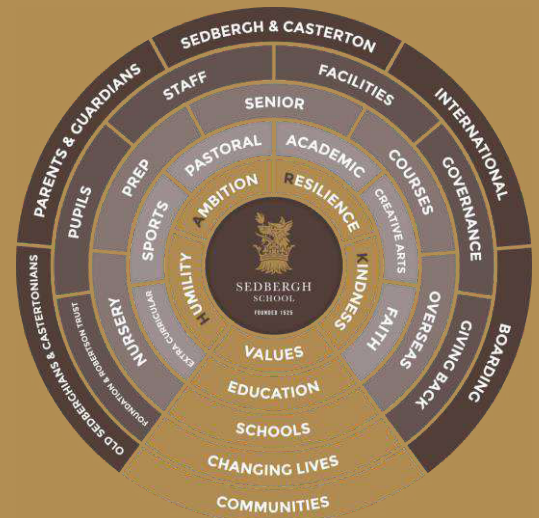 OLD SEDBERGHIANS & CASTERTONIANS
PARENTS & GUARDIANS
SEDBERGH & CASTERTON
INTERNATIONAL
BOARDING
FOUNDATION & ROBERTSON TRUST
PUPILS
STAFF
FACILITIES
GOVERNANCE
GIVING BACK
NURSERY
PREP
SENIOR
COURSES
OVERSEAS
EXTRA CURRICULAR
SPORTS
PASTORAL
ACADEMIC
CREATIVE ARTS
FAITH
HUMILITY
AMBITION
RESILIENCE
KINDNESS
SEDBERGH
SCHOOL
FOUNDED 1525
VALUES
EDUCATION
SCHOOLS
CHANGING LIVES
COMMUNITIES